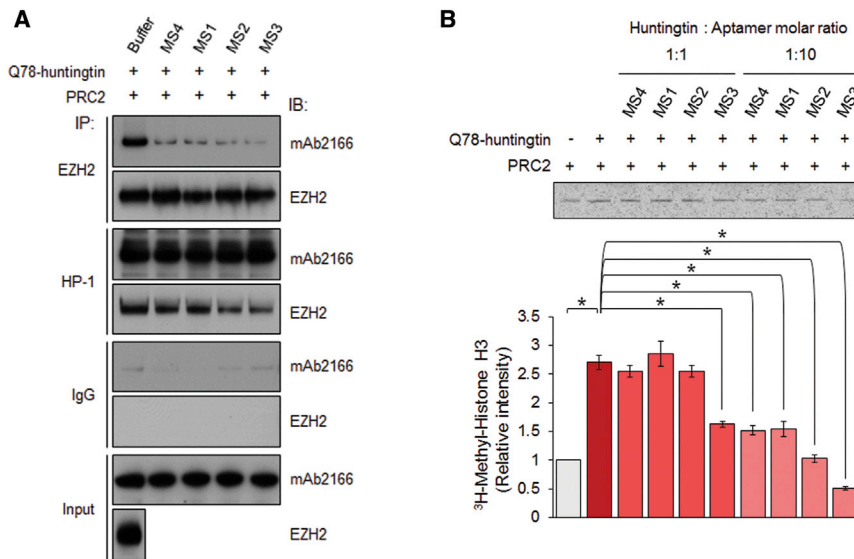 A
Buffer MS4 MS1 MS2 MS3
Q78-huntingtin + + + + +
PRC2 + + + + +
IP: IB:
EZH2 mAb2166
EZH2
HP-1 mAb2166
EZH2
IgG mAb2166
EZH2
Input mAb2166
EZH2
B
Huntingtin : Aptamer molar ratio
1:1 1:10
MS4 MS1 MS2 MS3 MS4 MS1 MS2 MS3
Q78-huntingtin - + + + + + + + + +
PRC2 + + + + + + + + + +
*
*
*
*
* *
3.5
3
2.5
2
1.5
1
0.5
0
³H-Methyl-Histone H3
(Relative intensity)